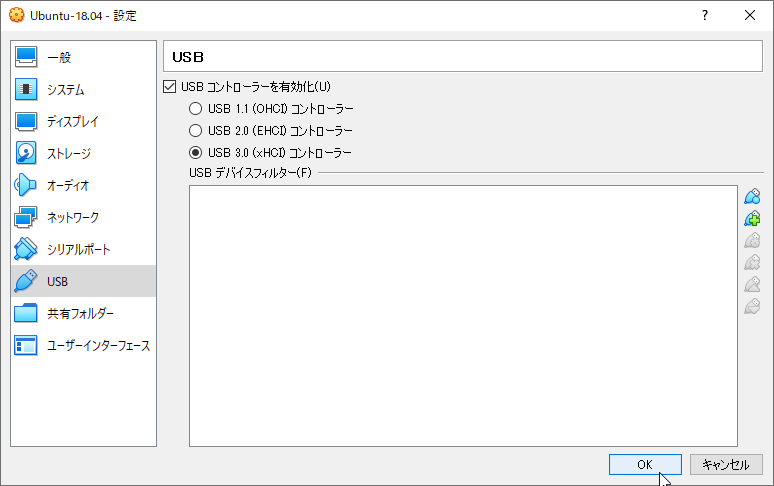 Ubuntu-18.04 - 設定
一般
システム
ディスプレイ
ストレージ
オーディオ
ネットワーク
シリアルポート
USB
共有フォルダー
ユーザーインターフェース
USB
USB コントローラーを有効化(U)
USB 1.1 (OHCI) コントローラー
USB 2.0 (EHCI) コントローラー
USB 3.0 (xHCI) コントローラー
USB デバイスフィルター(F)
OK
キャンセル